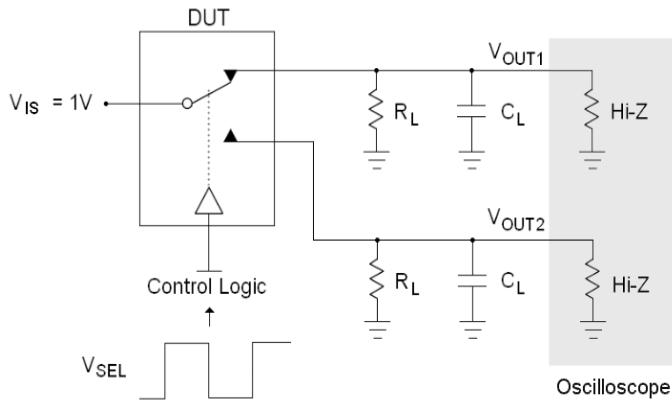 DUT
V_OUT1
V_IS = 1V
R_L
C_L
Hi-Z
V_OUT2
Control Logic
R_L
C_L
Hi-Z
V_SEL
Oscilloscope